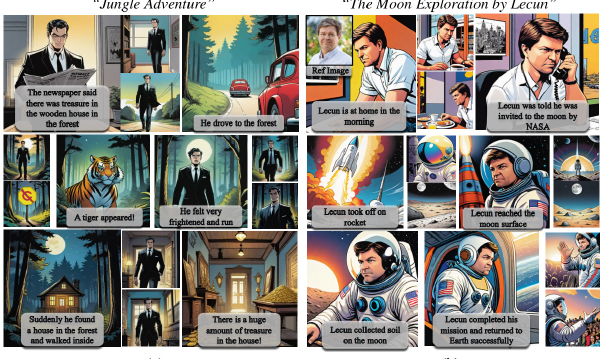 "Jungle Adventure"
"The Moon Exploration by Lecun"
The newspaper said
there was treasure in
the wooden house in
the forest
He drove to the forest
Ref Image
Lecun is at home in the
morning
Lecun was told he was
invited to the moon by
NASA
A tiger appeared!
He felt very
frightened and run
Lecun took off on
rocket
Lecun reached the
moon surface
Suddenly he found
a house in the forest
and walked inside
There is a huge
amount of treasure
in the house!
Lecun collected soil
on the moon
Lecun completed his
mission and returned to
Earth successfully